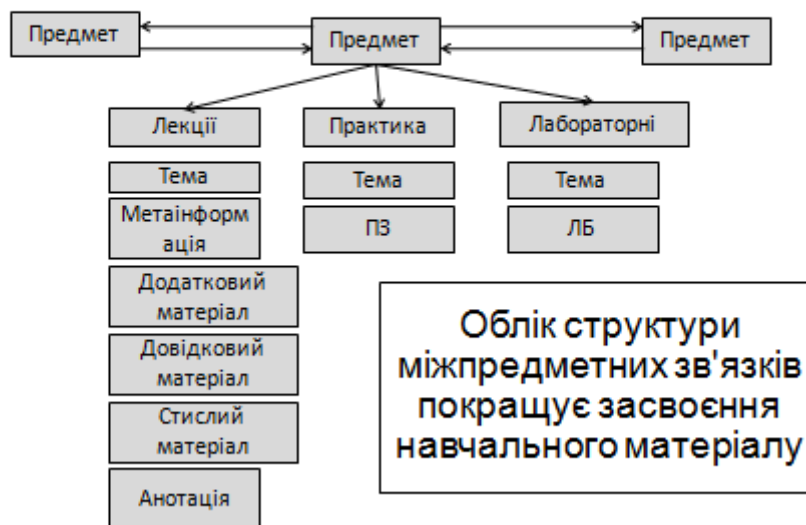 Предмет
Предмет
Предмет
Лекції
Практика
Лабораторні
Тема
Тема
Тема
Метаінформ
ація
ПЗ
ЛБ
Додатковий
матеріал
Довідковий
матеріал
Стислий
матеріал
Анотація
Облік структури
міжпредметних зв'язків
покращує засвоєння
навчального матеріалу